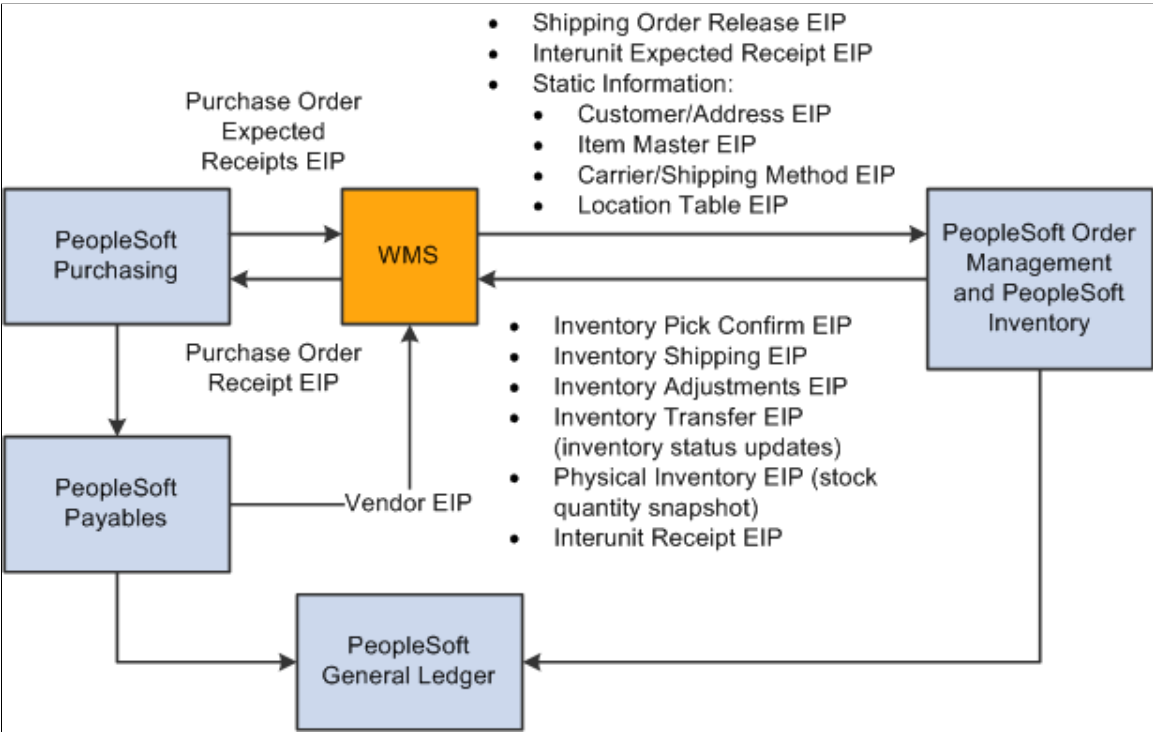 • Shipping Order Release EIP
• Interunit Expected Receipt EIP
• Static Information:
• Customer/Address EIP
• Item Master EIP
• Carrier/Shipping Method EIP
• Location Table EIP
Purchase Order
Expected
Receipts EIP
PeopleSoft
Purchasing
WMS
PeopleSoft Order
Management
and PeopleSoft
Inventory
Purchase Order
Receipt EIP
• Inventory Pick Confirm EIP
• Inventory Shipping EIP
• Inventory Adjustments EIP
• Inventory Transfer EIP
(inventory status updates)
• Physical Inventory EIP (stock
quantity snapshot)
• Interunit Receipt EIP
PeopleSoft
Payables
Vendor EIP
PeopleSoft
General Ledger